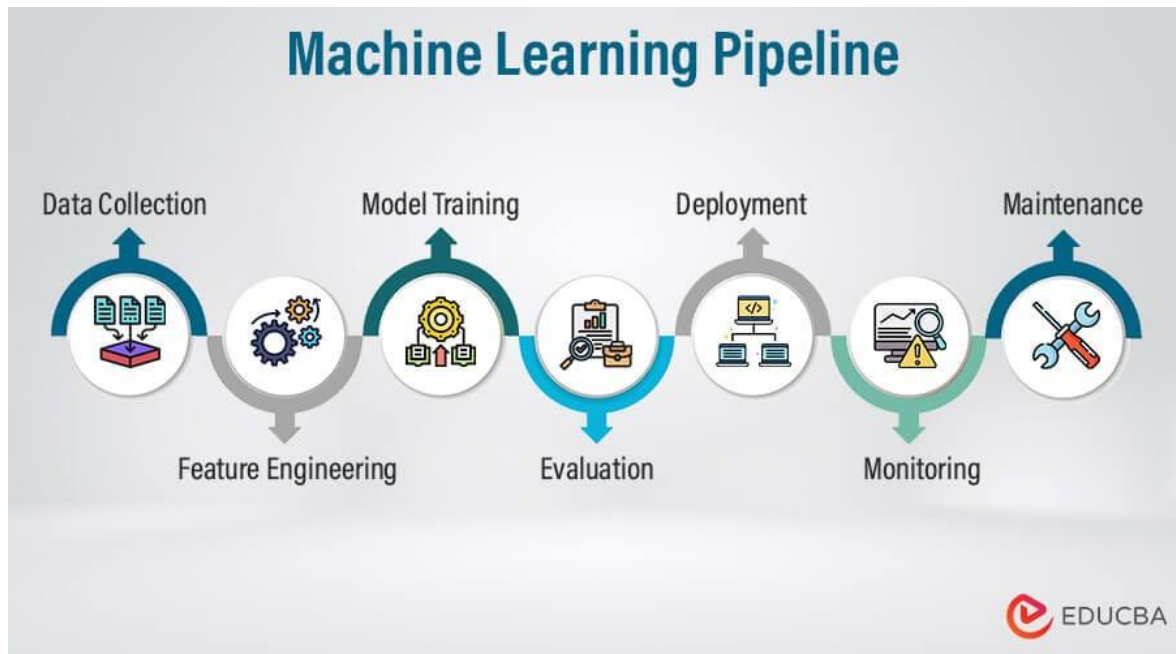 Machine Learning Pipeline
Data Collection
Feature Engineering
Model Training
Evaluation
Deployment
Monitoring
Maintenance
EDUCBA